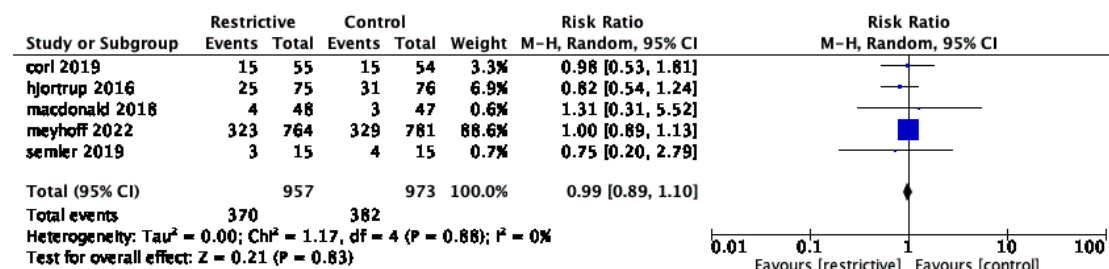 Restrictive Control Risk Ratio Risk Ratio
Study or Subgroup Events Total Events Total Weight M-H, Random, 95% CI M-H, Random, 95% CI
corl 2019 15 55 15 54 3.3% 0.98 [0.53, 1.81]
hjortrup 2016 25 75 31 76 6.9% 0.82 [0.54, 1.24]
macdonald 2018 4 48 3 47 0.6% 1.31 [0.31, 5.52]
meyhoff 2022 323 764 329 781 88.6% 1.00 [0.89, 1.13]
semler 2019 3 15 4 15 0.7% 0.75 [0.20, 2.79]
Total (95% CI) 957 973 100.0% 0.99 [0.89, 1.10]
Total events 370 382
Heterogeneity: Tau² = 0.00; Chi² = 1.17, df = 4 (P = 0.88); I² = 0%
Test for overall effect: Z = 0.21 (P = 0.83)
0.01 0.1 1 10 100
Favours [restrictive] Favours [control]